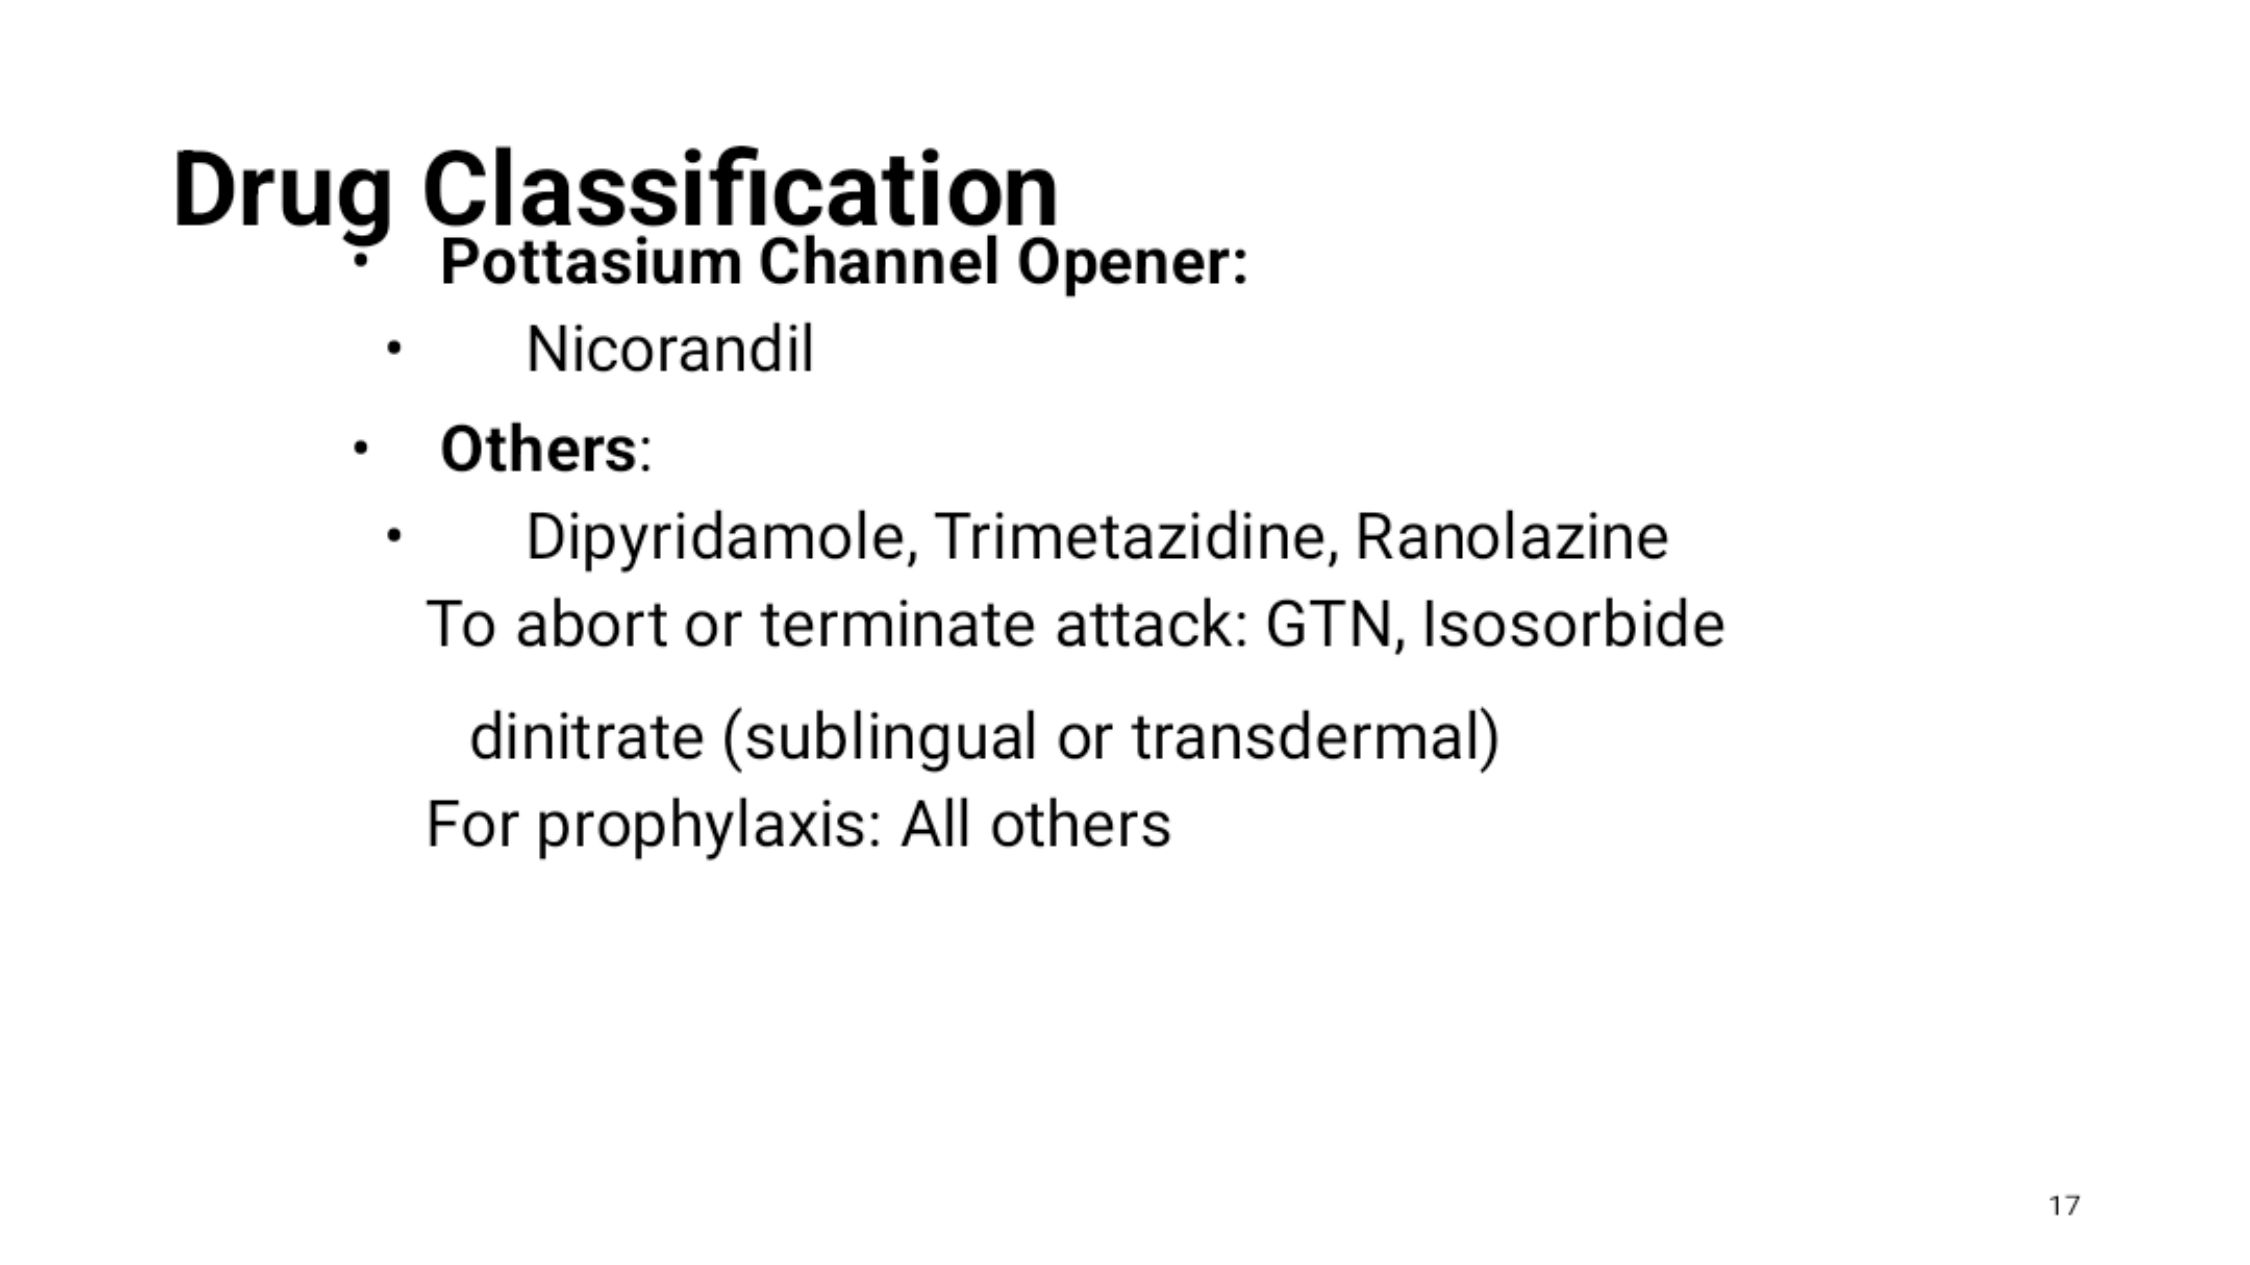 Drug Classification
• Pottasium Channel Opener:
• Nicorandil
• Others:
• Dipyridamole, Trimetazidine, Ranolazine
To abort or terminate attack: GTN, Isosorbide
dinitrate (sublingual or transdermal)
For prophylaxis: All others
17